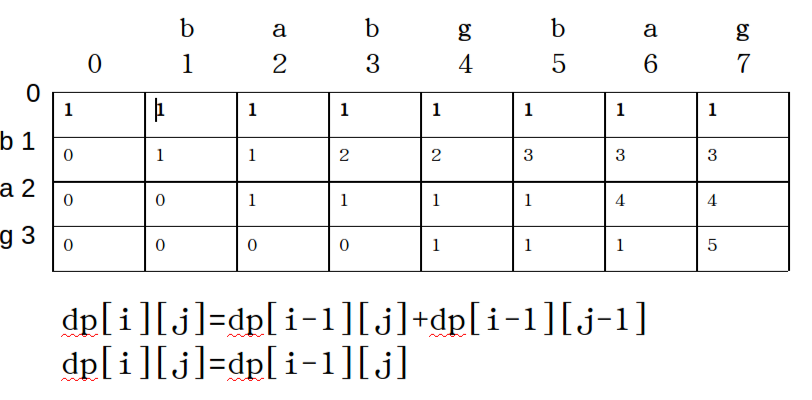 b a b g b a g
0 1 2 3 4 5 6 7
0 1 1 1 1 1 1 1 1
b 1 0 1 1 2 2 3 3 3
a 2 0 0 1 1 1 1 4 4
g 3 0 0 0 0 1 1 1 5
dp[i][j]=dp[i-1][j]+dp[i-1][j-1]
dp[i][j]=dp[i-1][j]